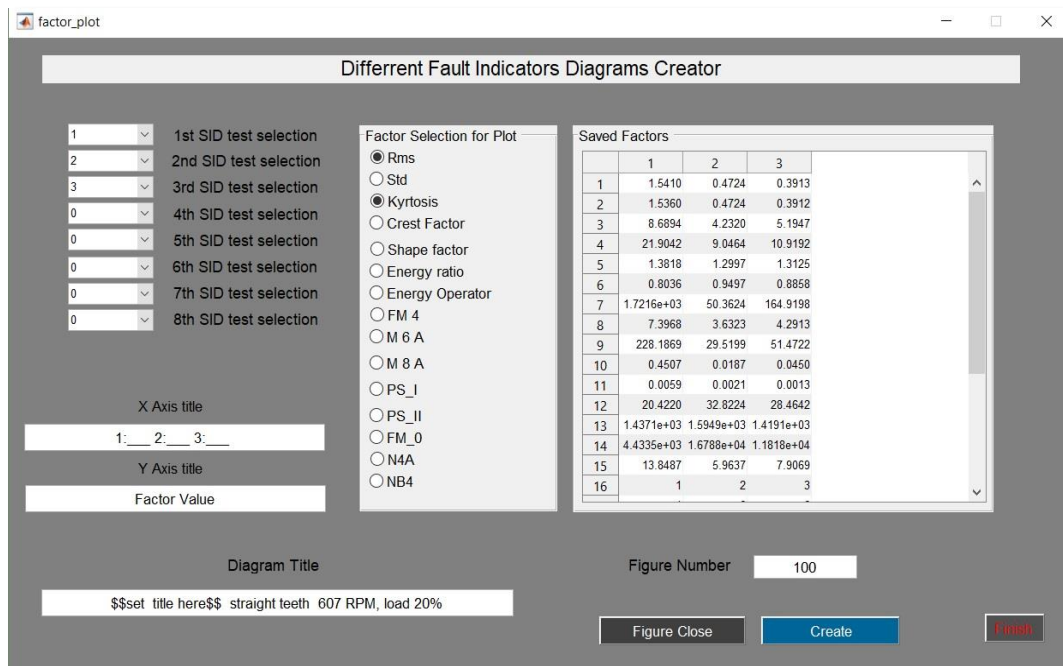 factor_plot
Differrent Fault Indicators Diagrams Creator
1 1st SID test selection
2 2nd SID test selection
3 3rd SID test selection
0 4th SID test selection
0 5th SID test selection
0 6th SID test selection
0 7th SID test selection
0 8th SID test selection
X Axis title
1:___ 2:___ 3:___
Y Axis title
Factor Value
Factor Selection for Plot
Rms
Std
Kyrtosis
Crest Factor
Shape factor
Energy ratio
Energy Operator
FM 4
M 6 A
M 8 A
PS_I
PS_II
FM_0
N4A
NB4
Saved Factors
1 2 3
1 1.5410 0.4724 0.3913
2 1.5360 0.4724 0.3912
3 8.6894 4.2320 5.1947
4 21.9042 9.0464 10.9192
5 1.3818 1.2997 1.3125
6 0.8036 0.9497 0.8858
7 1.7216e+03 50.3624 164.9198
8 7.3968 3.6323 4.2913
9 228.1869 29.5199 51.4722
10 0.4507 0.0187 0.0450
11 0.0059 0.0021 0.0013
12 20.4220 32.8224 28.4642
13 1.4371e+03 1.5949e+03 1.4191e+03
14 4.4335e+03 1.6788e+04 1.1818e+04
15 13.8487 5.9637 7.9069
16 1 2 3
Diagram Title
$$set title here$$ straight teeth 607 RPM, load 20%
Figure Number 100
Figure Close
Create
Finish